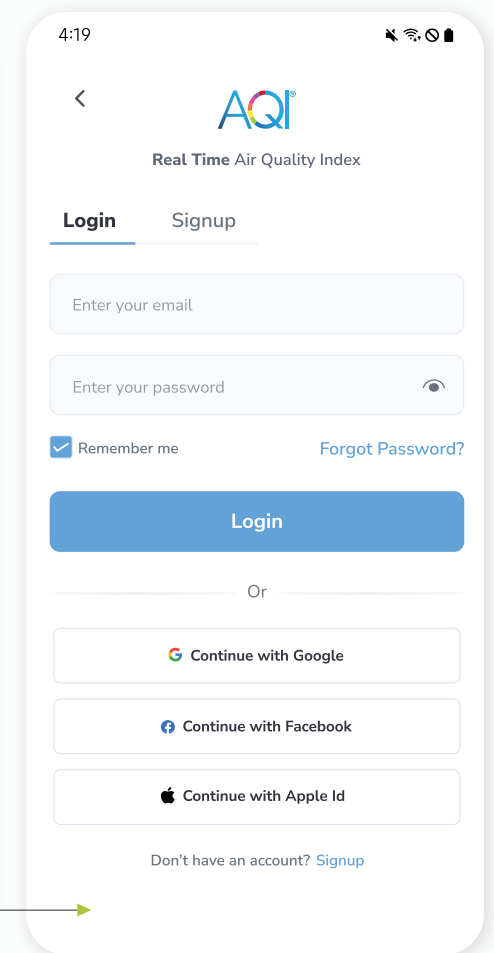 4:19
AQI®
Real Time Air Quality Index
Login Signup
Enter your email
Enter your password
Remember me Forgot Password?
Login
Or
Continue with Google
Continue with Facebook
Continue with Apple Id
Don't have an account? Signup